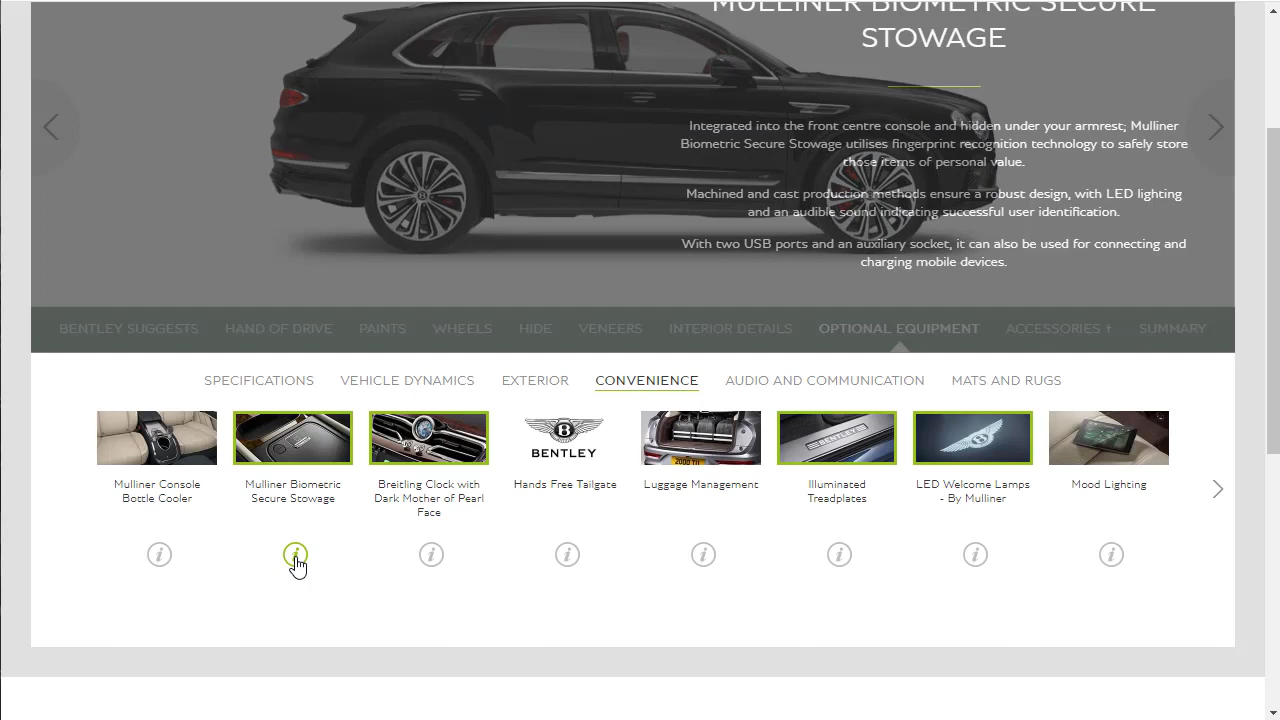 MULLINER BIOMETRIC SECURE
STOWAGE
Integrated into the front centre console and hidden under your armrest; Mulliner
Biometric Secure Stowage utilises fingerprint recognition technology to safely store
those items of personal value.
Machined and cast production methods ensure a robust design, with LED lighting
and an audible sound indicating successful user identification.
With two USB ports and an auxiliary socket, it can also be used for connecting and
charging mobile devices.
BENTLEY SUGGESTS HAND OF DRIVE PAINTS WHEELS HIDE VENEERS INTERIOR DETAILS OPTIONAL EQUIPMENT ACCESSORIES † SUMMARY
SPECIFICATIONS VEHICLE DYNAMICS EXTERIOR CONVENIENCE AUDIO AND COMMUNICATION MATS AND RUGS
BENTLEY
B
BENTLEY
Mulliner Console
Bottle Cooler
Mulliner Biometric
Secure Stowage
Breitling Clock with
Dark Mother of Pearl
Face
Hands Free Tailgate
Luggage Management
Illuminated
Treadplates
LED Welcome Lamps
- By Mulliner
Mood Lighting
i i i i i i i i